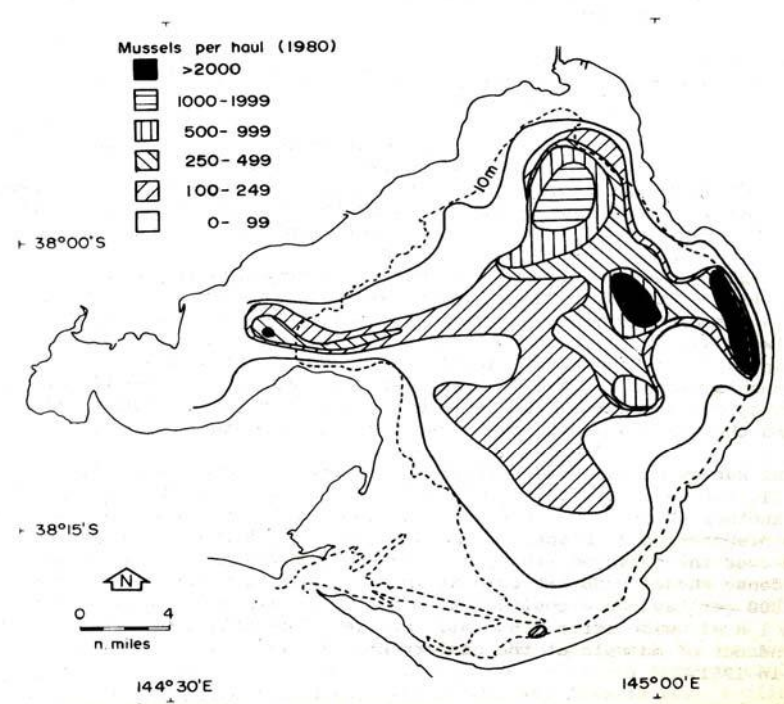 Mussels per haul (1980)
>2000
1000-1999
500-999
250-499
100-249
0-99
10m
38°00'S
38°15'S
N
0 4
n. miles
144°30'E
145°00'E